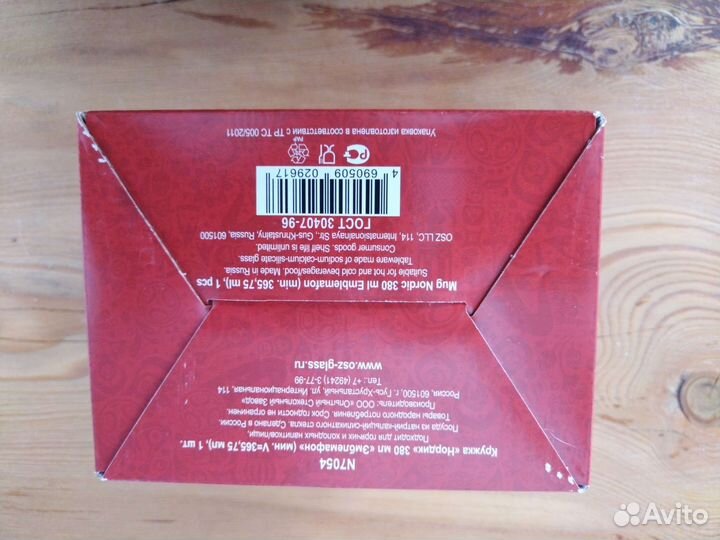 N7054
Кружка «Нордик» 380 мл «Эмблемафон» (мин. V=365,75 мл), 1 шт.
Подходит для горячих и холодных напитков/пищи.
Посуда из натрий-кальций-силикатного стекла. Сделано в России.
Товары народного потребления. Срок годности не ограничен.
Производитель: ООО «Опытный Стекольный Завод»
Россия, 601500, г. Гусь-Хрустальный, ул. Интернациональная, 114
Тел.: +7 (49241) 3-77-99
www.osz-glass.ru
Mug Nordic 380 ml Emblemafon (min. 365,75 ml), 1 pcs
Suitable for hot and cold beverages/food. Made in Russia.
Tableware made of sodium-calcium-silicate glass.
Consumer goods. Shelf life is unlimited.
OSZ LLC, 114, Internatsionalnaya Str., Gus-Khrustalny, Russia, 601500
ГОСТ 30407-96
4 690509 029617
PAP
Упаковка изготовлена в соответствии с ТР ТС 005/2011
Avito